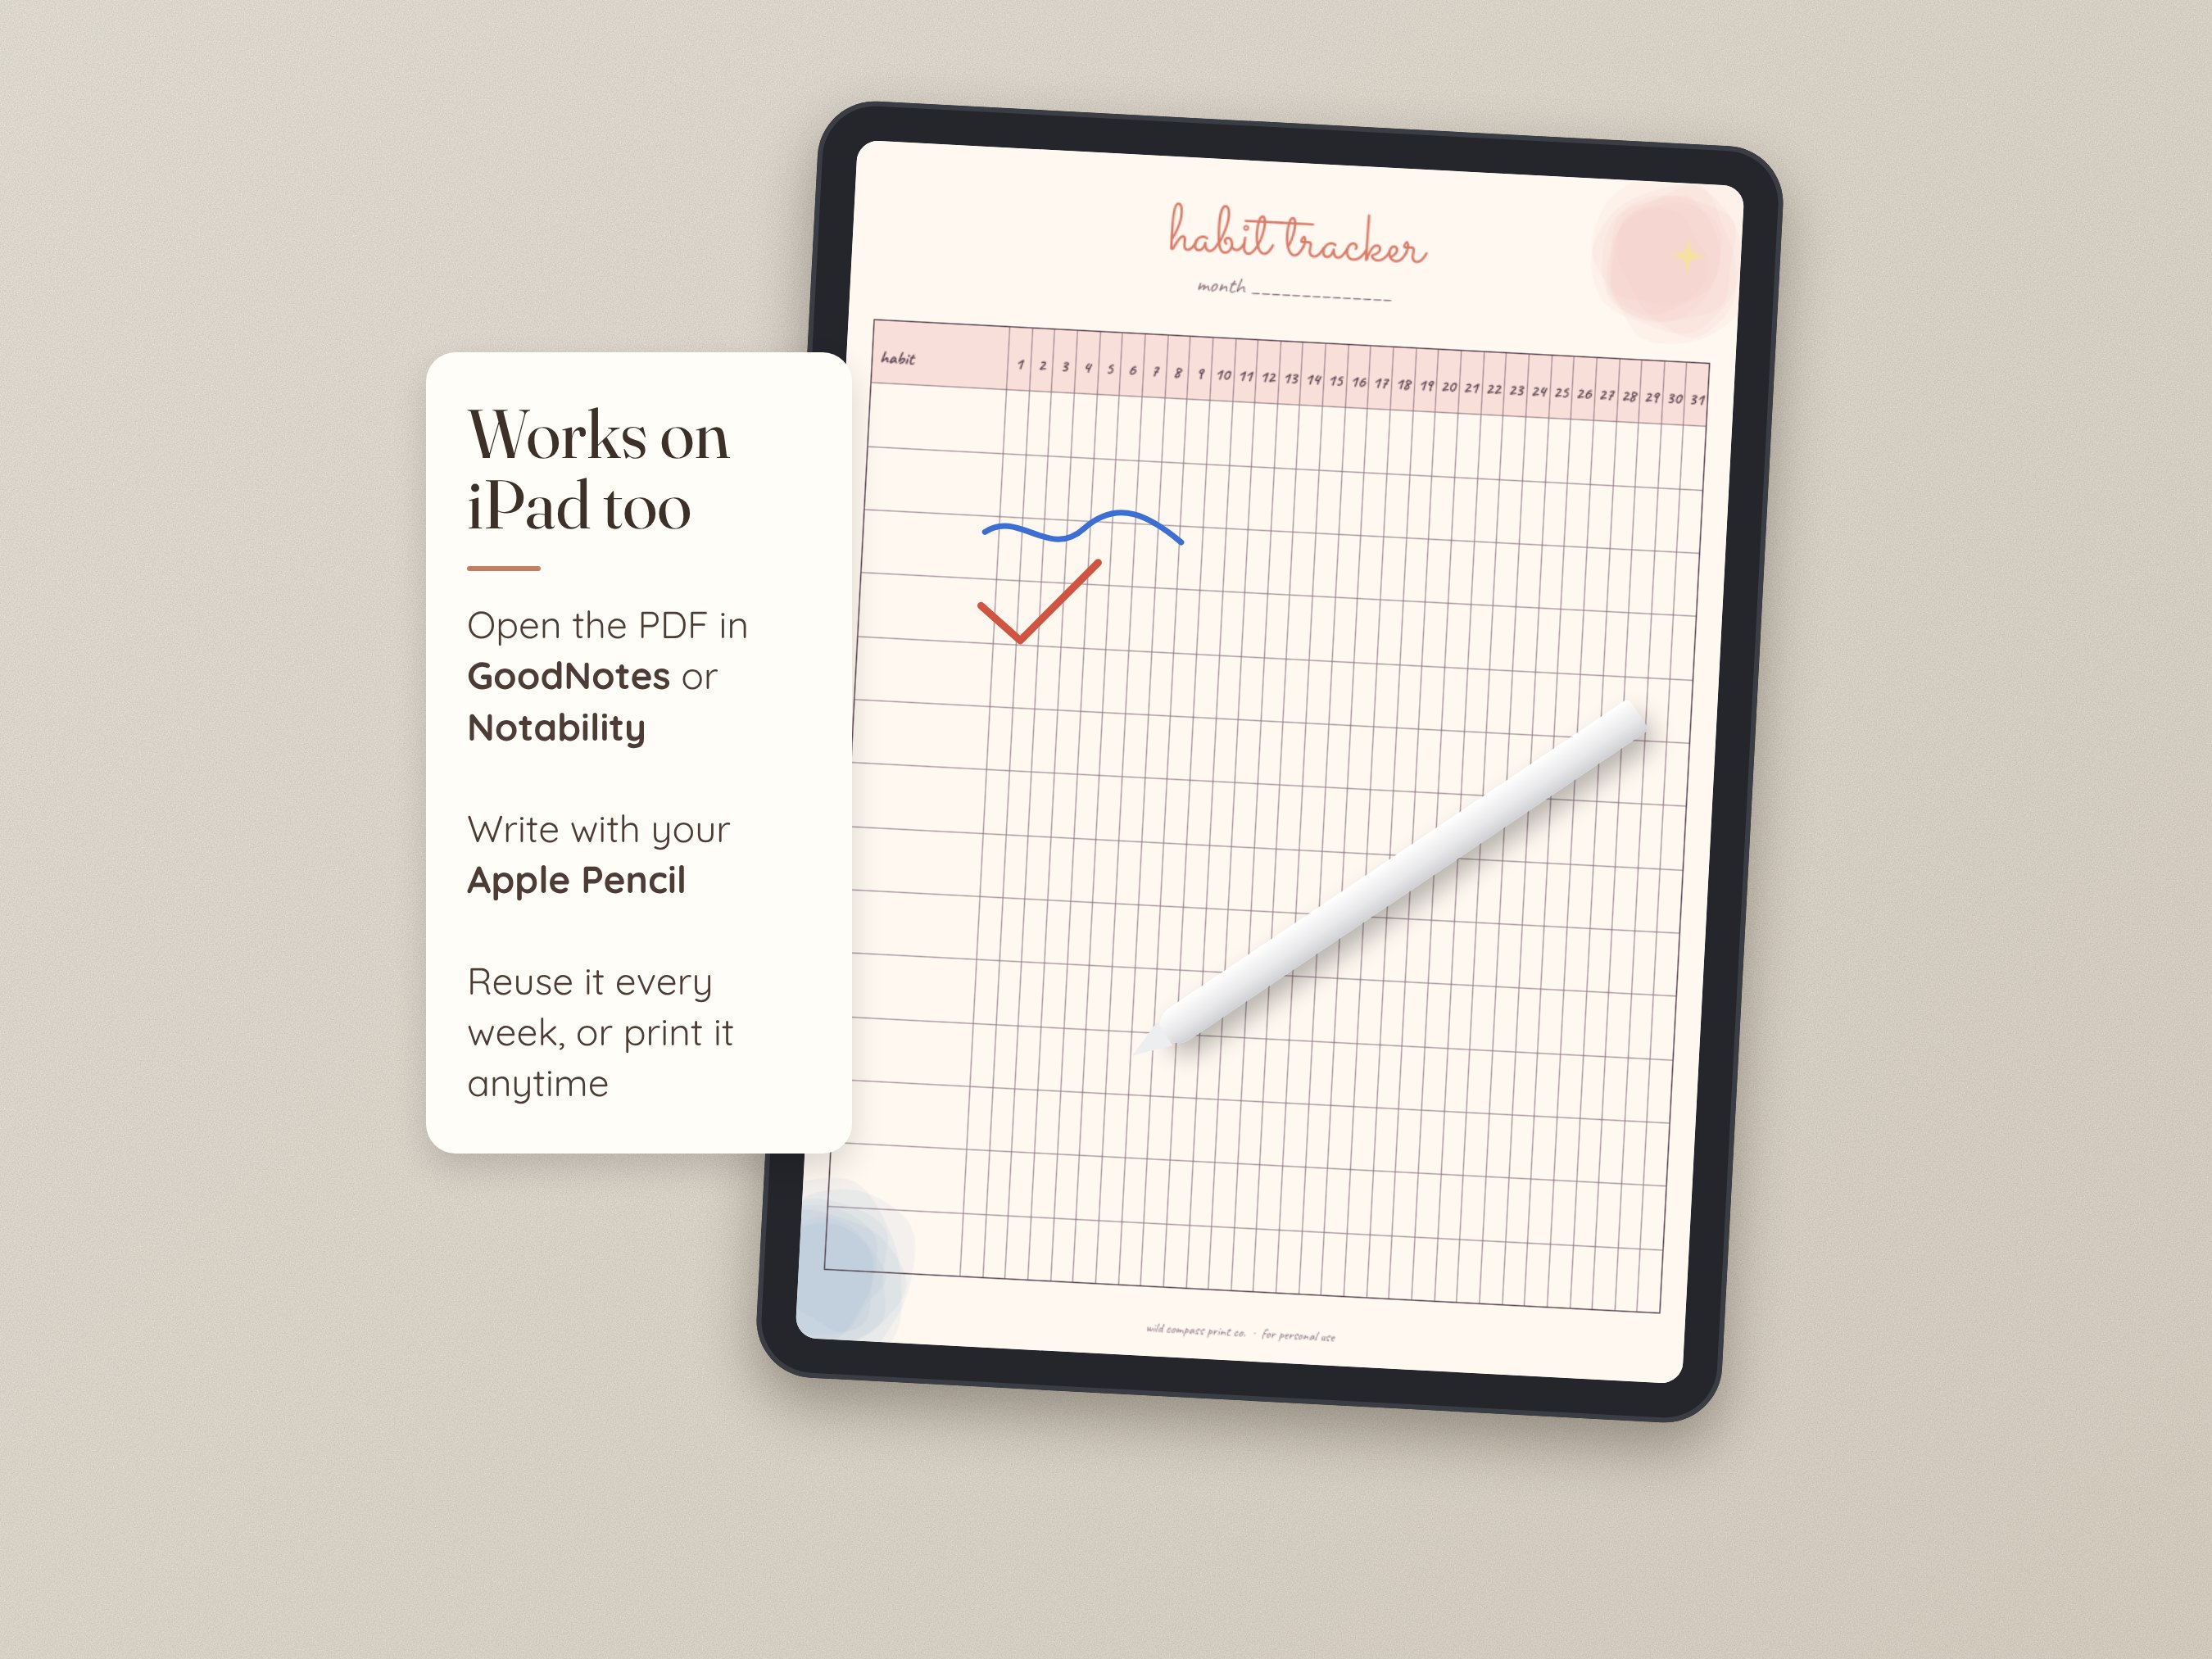 habit tracker
month ______________
habit 1 2 3 4 5 6 7 8 9 10 11 12 13 14 15 16 17 18 19 20 21 22 23 24 25 26 27 28 29 30 31
Works on
iPad too
Open the PDF in
GoodNotes or
Notability
Write with your
Apple Pencil
Reuse it every
week, or print it
anytime
wild compass print co. · for personal use